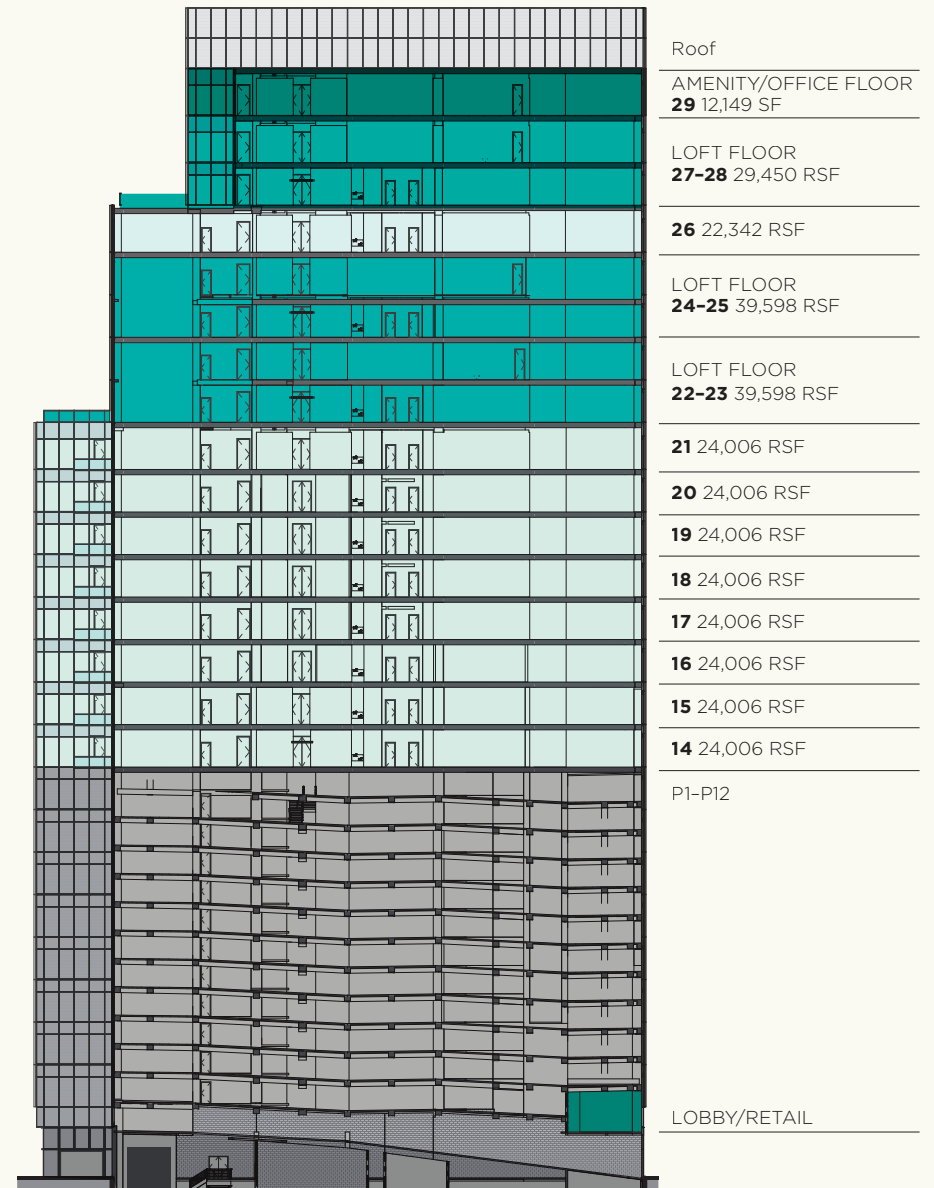 Roof
AMENITY/OFFICE FLOOR
29 12,149 SF
LOFT FLOOR
27–28 29,450 RSF
26 22,342 RSF
LOFT FLOOR
24–25 39,598 RSF
LOFT FLOOR
22–23 39,598 RSF
21 24,006 RSF
20 24,006 RSF
19 24,006 RSF
18 24,006 RSF
17 24,006 RSF
16 24,006 RSF
15 24,006 RSF
14 24,006 RSF
P1–P12
LOBBY/RETAIL